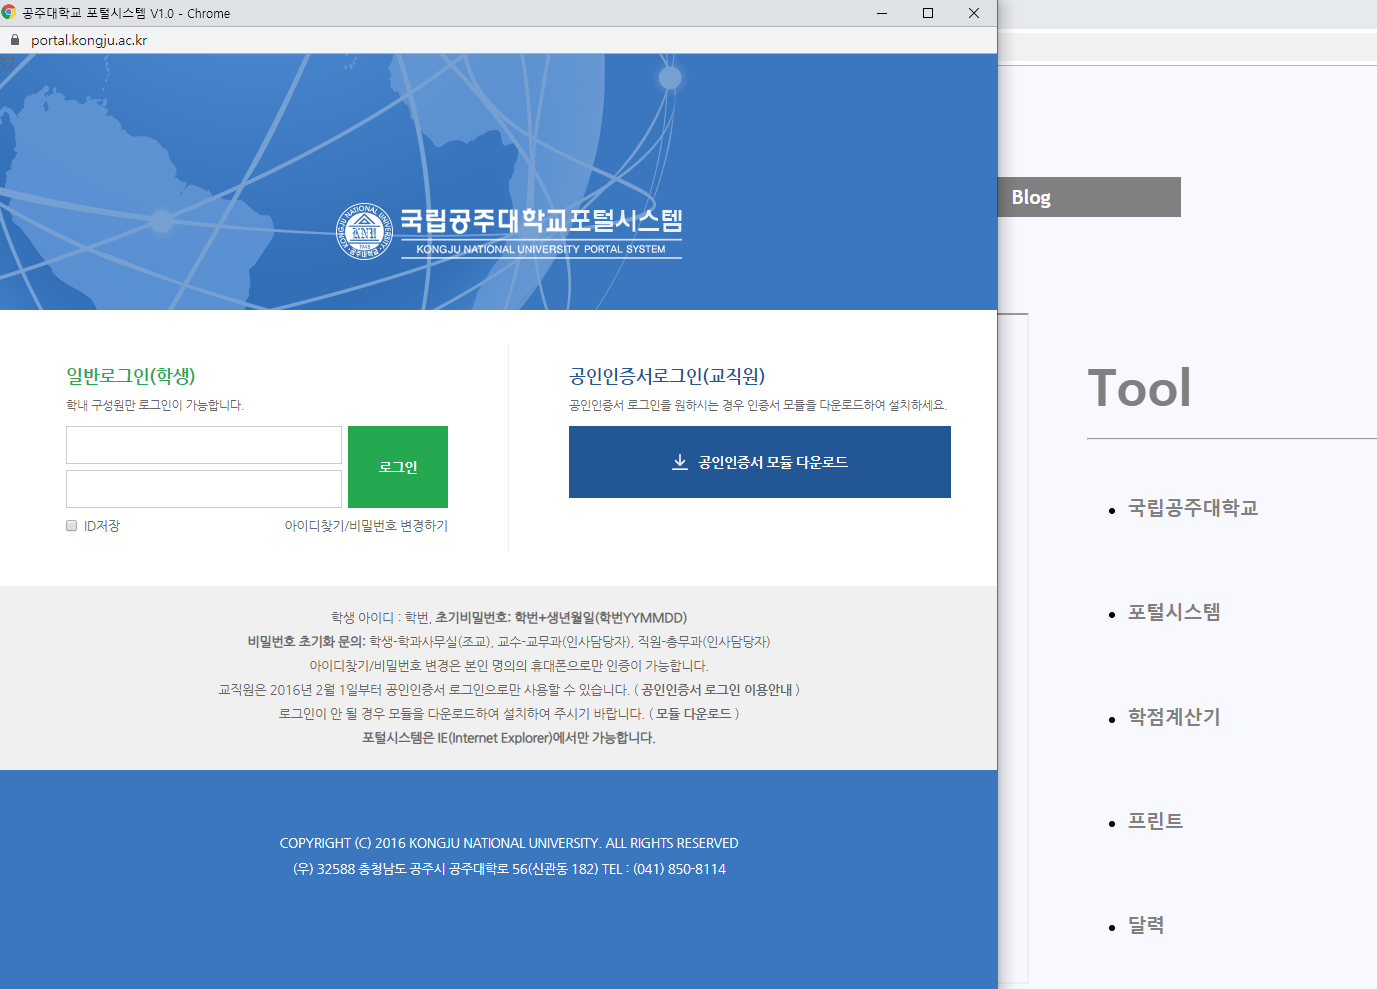 공주대학교 포털시스템 V1.0 - Chrome
portal.kongju.ac.kr
37
KONGJU NATIONAL UNIVERSITY
KNU
1948
공주대학교
국립공주대학교포털시스템
KONGJU NATIONAL UNIVERSITY PORTAL SYSTEM
일반로그인(학생)
학내 구성원만 로그인이 가능합니다.
로그인
ID저장
아이디찾기/비밀번호 변경하기
공인인증서로그인(교직원)
공인인증서 로그인을 원하시는 경우 인증서 모듈을 다운로드하여 설치하세요.
공인인증서 모듈 다운로드
학생 아이디 : 학번, 초기비밀번호: 학번+생년월일(학번YYMMDD)
비밀번호 초기화 문의: 학생-학과사무실(조교), 교수-교무과(인사담당자), 직원-총무과(인사담당자)
아이디찾기/비밀번호 변경은 본인 명의의 휴대폰으로만 인증이 가능합니다.
교직원은 2016년 2월 1일부터 공인인증서 로그인으로만 사용할 수 있습니다. ( 공인인증서 로그인 이용안내 )
로그인이 안 될 경우 모듈을 다운로드하여 설치하여 주시기 바랍니다. ( 모듈 다운로드 )
포털시스템은 IE(Internet Explorer)에서만 가능합니다.
COPYRIGHT (C) 2016 KONGJU NATIONAL UNIVERSITY. ALL RIGHTS RESERVED
(우) 32588 충청남도 공주시 공주대학로 56(신관동 182) TEL : (041) 850-8114
Blog
Tool
국립공주대학교
포털시스템
학점계산기
프린트
달력